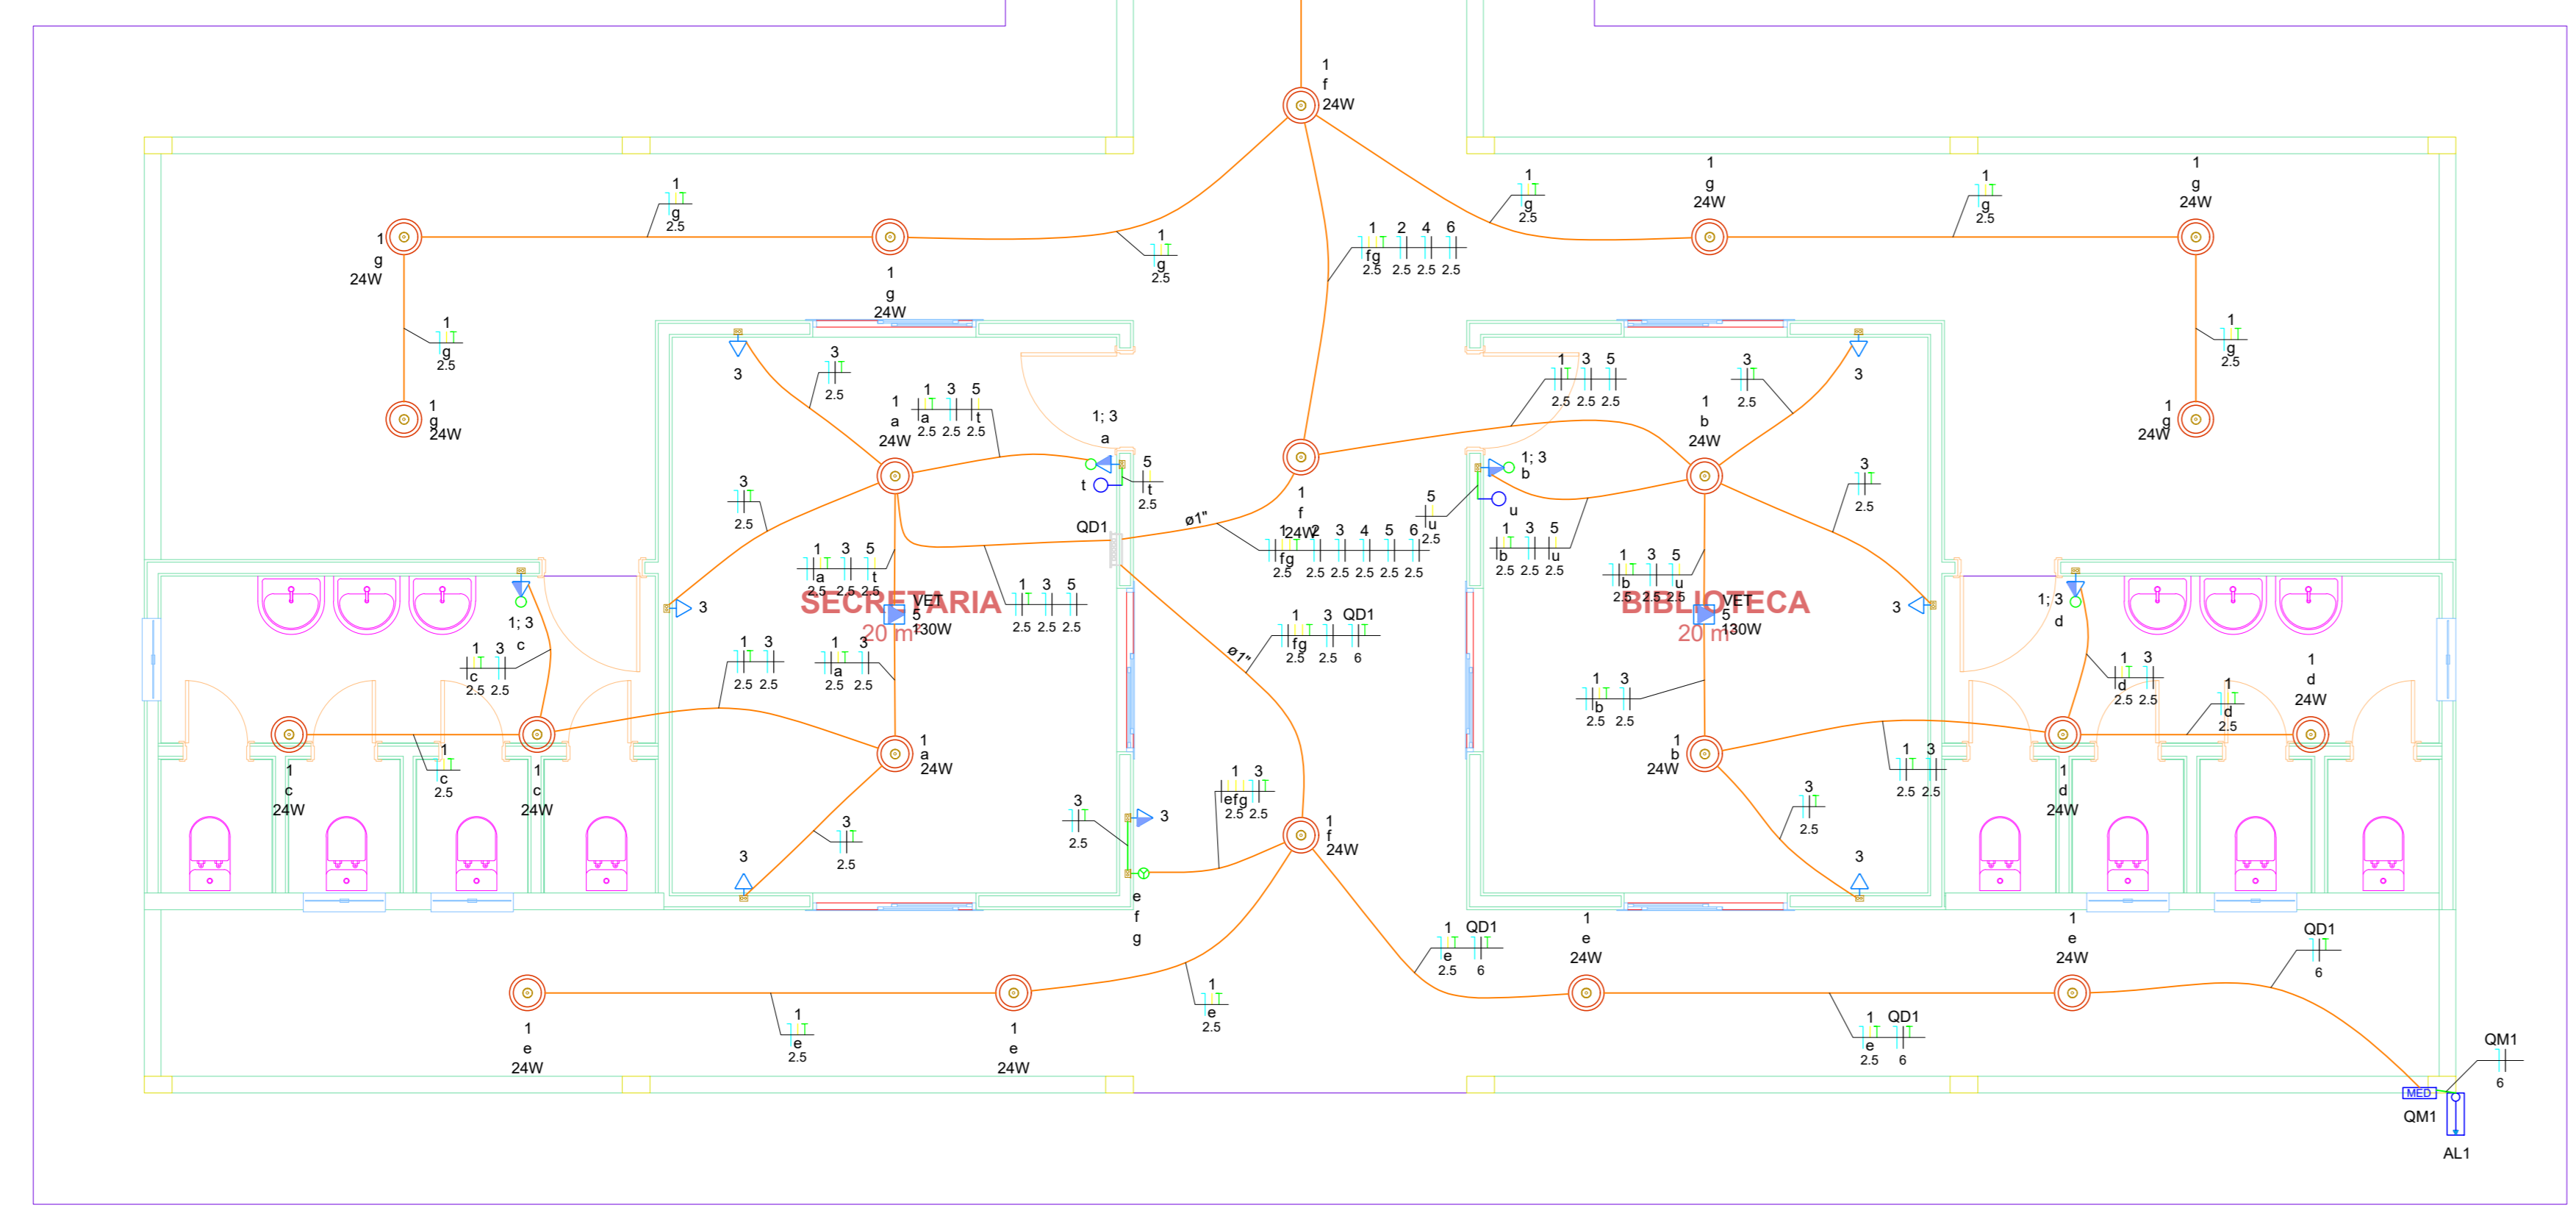 1
f
24W
1
g
24W
1
g
24W
1
g
2.5
1
g
2.5
1
g
2.5
1
g
24W
1
g
2.5
1 2 4 6
fg
2.5 2.5 2.5 2.5
1
g
24W
1
g
2.5
1
g
2.5
1
g
24W
1
g
24W
3
3
2.5
1 3 5
a t
2.5 2.5 2.5
1
a
24W
1; 3
a
3
2.5
5
t
2.5
t
QD1
ø1"
1
f
24W
1 2 3 4 5 6
fg
2.5 2.5 2.5 2.5 2.5 2.5
1 3 5
2.5 2.5 2.5
3
2.5
3
1
b
24W
1; 3
b
5
u
2.5
u
1 3 5
b u
2.5 2.5 2.5
3
2.5
1 3 5
a t
2.5 2.5 2.5
1 3 5
2.5 2.5 2.5
1 3 5
b u
2.5 2.5 2.5
SECRETARIA
20 m²
VET
5
130W
BIBLIOTECA
20 m²
VET
5
130W
3
3
1; 3
c
1 3
c
2.5 2.5
1 3
2.5 2.5
1 3
a
2.5 2.5
ø1"
1 3 QD1
fg
2.5 2.5 6
1 3
b
2.5 2.5
1; 3
d
1 3
d
2.5 2.5
1
d
2.5
1
d
24W
1
c
24W
1
c
2.5
1
c
24W
1
a
24W
1
b
24W
1 3
2.5 2.5
1
d
24W
3
2.5
3
3
2.5
3
1 3
efg
2.5 2.5
1
f
24W
3
2.5
3
e
f
g
1
e
24W
1
e
24W
1 QD1
e
2.5 6
QD1
6
1
e
2.5
1
e
2.5
1
e
24W
1
e
24W
1 QD1
e
2.5 6
QM1
6
MED
QM1
AL1